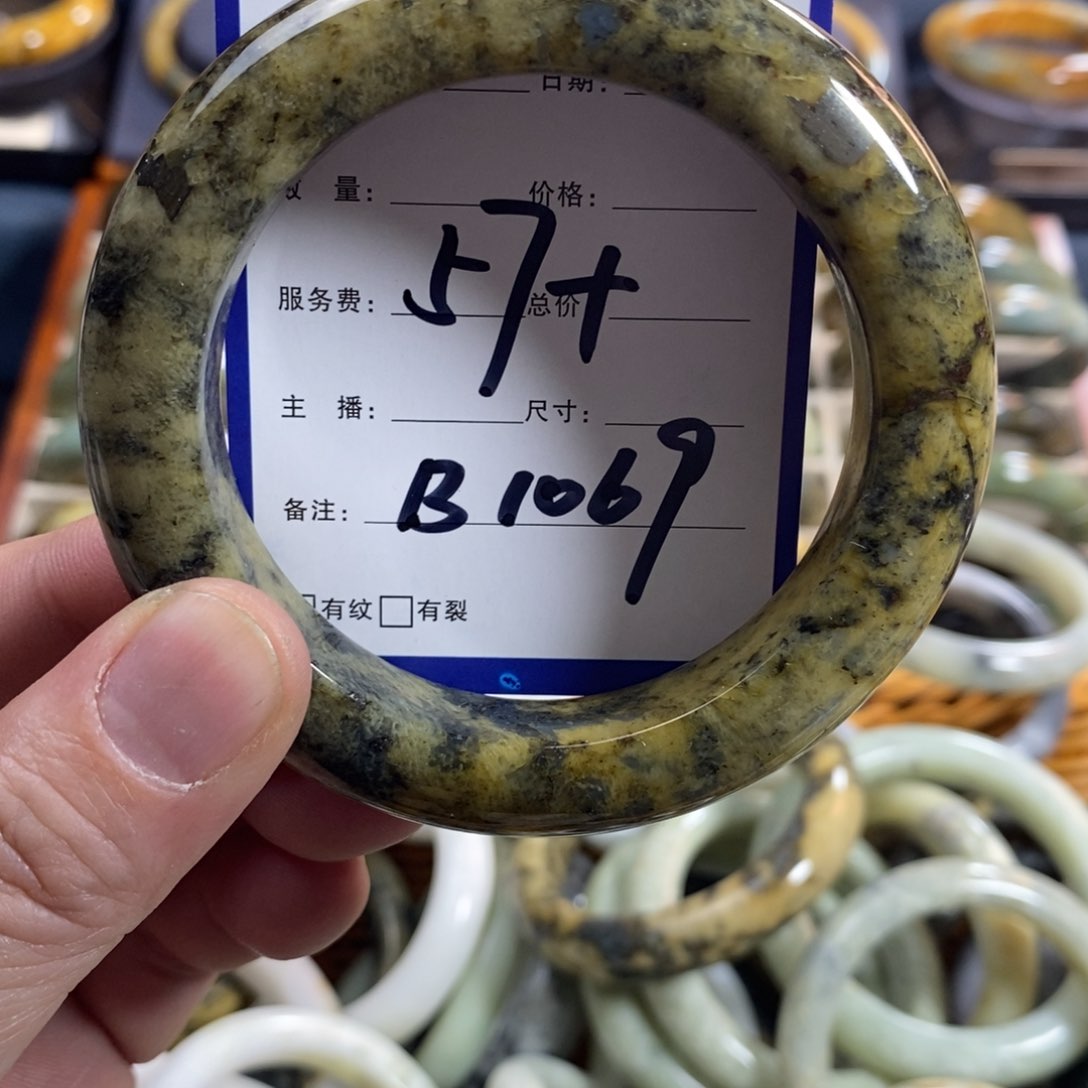 日期:
量: 价格:
57+
服务费: 总价
主 播: 尺寸:
B1069
备注:
有纹 有裂